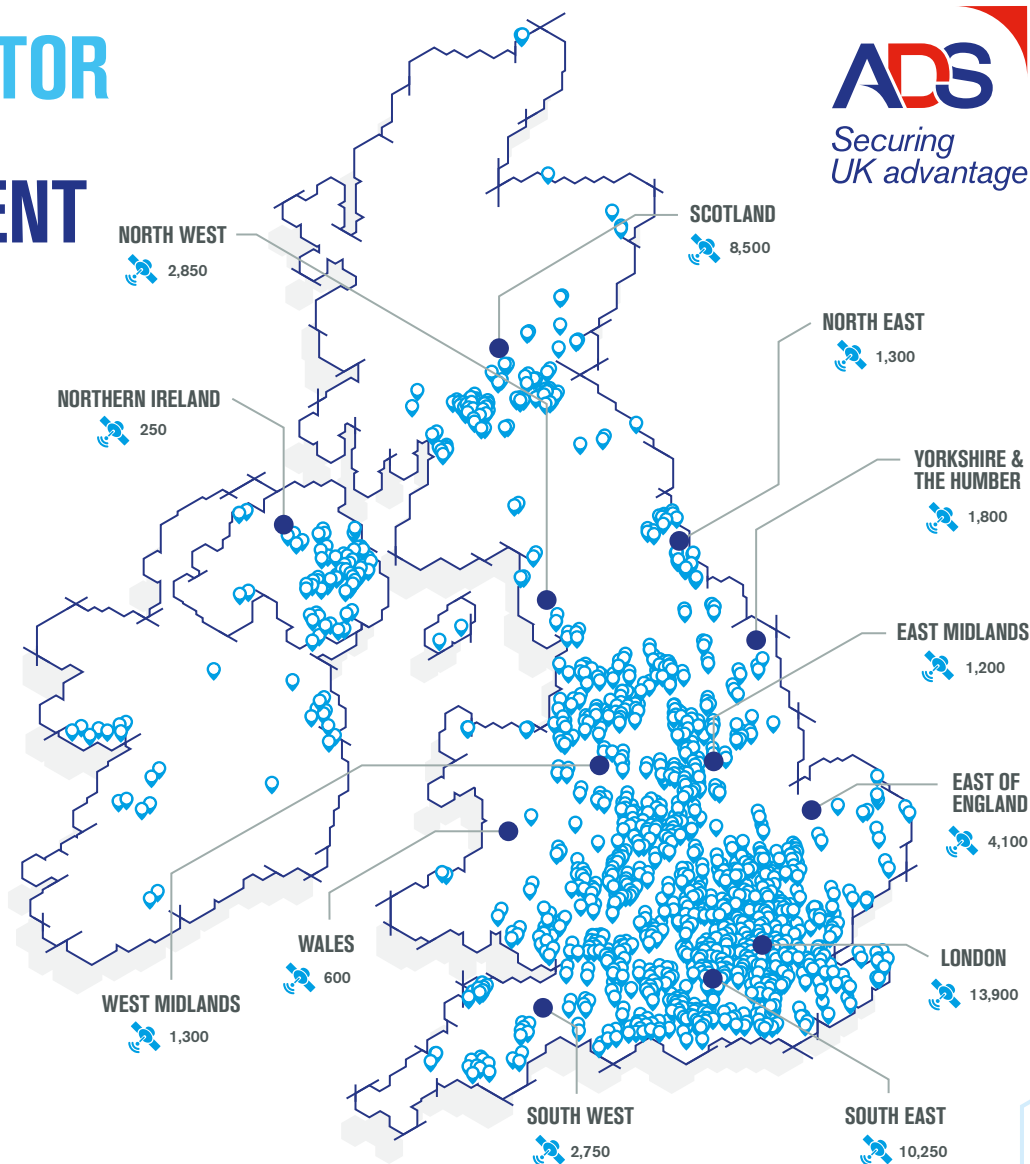 TOR
ENT
ADS
Securing
UK advantage
NORTH WEST
2,850
SCOTLAND
8,500
NORTH EAST
1,300
NORTHERN IRELAND
250
YORKSHIRE &
THE HUMBER
1,800
EAST MIDLANDS
1,200
EAST OF
ENGLAND
4,100
WALES
600
LONDON
13,900
WEST MIDLANDS
1,300
SOUTH WEST
2,750
SOUTH EAST
10,250